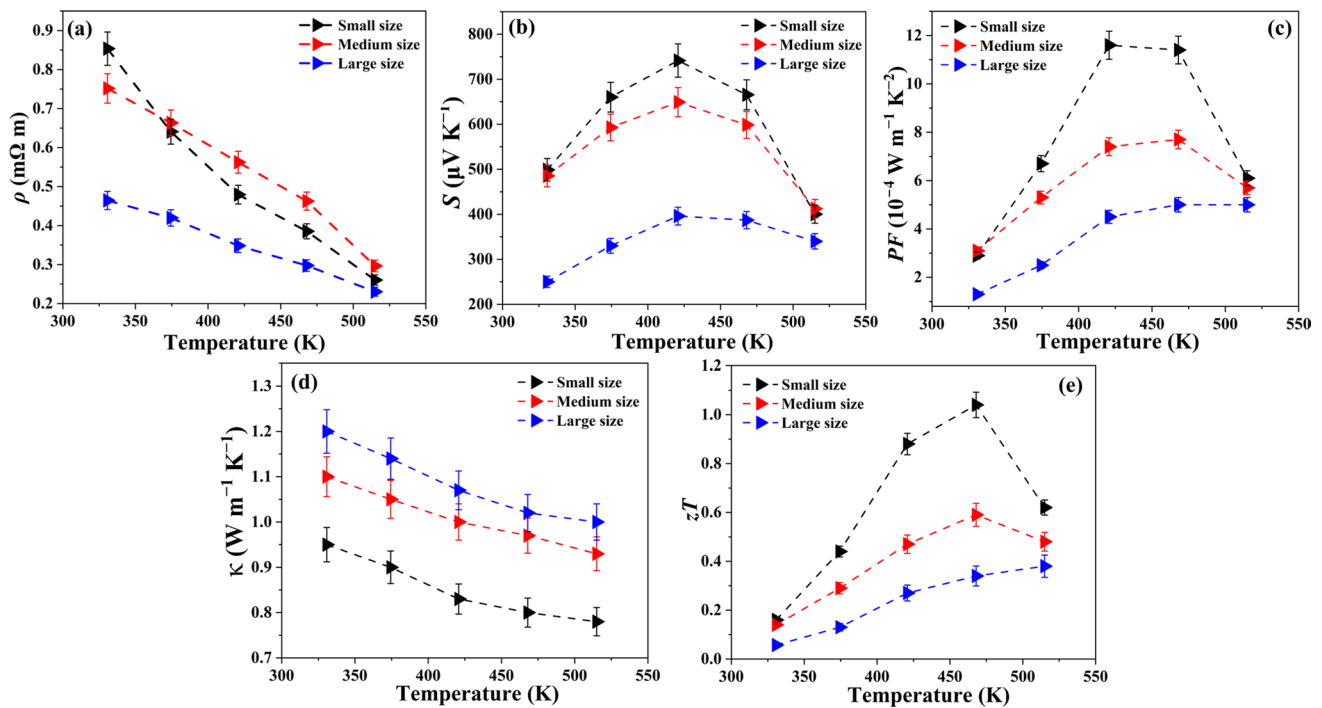 (a)
Small size
Medium size
Large size
0.9
0.8
0.7
0.6
0.5
0.4
0.3
0.2
ρ (mΩ m)
300 350 400 450 500 550
Temperature (K)
(b)
Small size
Medium size
Large size
800
700
600
500
400
300
200
S (μV K⁻¹)
300 350 400 450 500 550
Temperature (K)
(c)
Small size
Medium size
Large size
12
10
8
6
4
2
PF (10⁻⁴ W m⁻¹ K⁻²)
300 350 400 450 500 550
Temperature (K)
(d)
Small size
Medium size
Large size
1.3
1.2
1.1
1.0
0.9
0.8
0.7
K (W m⁻¹ K⁻¹)
300 350 400 450 500 550
Temperature (K)
(e)
Small size
Medium size
Large size
1.2
1.0
0.8
0.6
0.4
0.2
0.0
zT
300 350 400 450 500 550
Temperature (K)